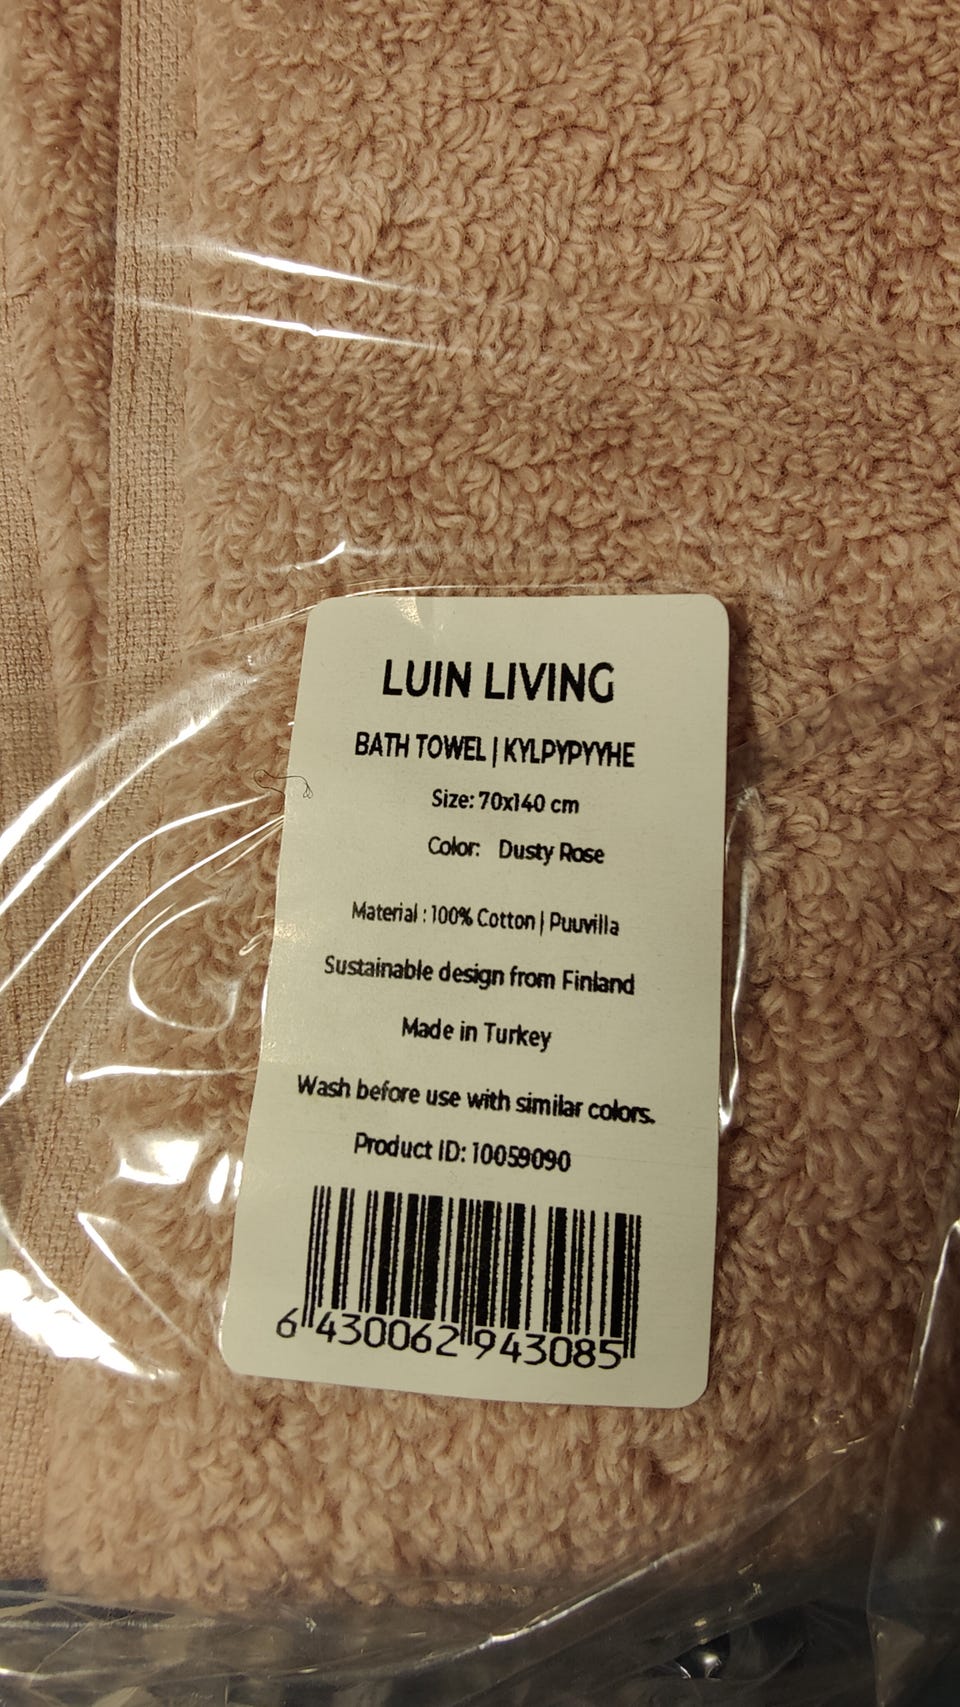 LUIN LIVING
BATH TOWEL | KYLPYPYYHE
Size: 70x140 cm
Color: Dusty Rose
Material : 100% Cotton | Puuvilla
Sustainable design from Finland
Made in Turkey
Wash before use with similar colors.
Product ID: 10059090
6 430062 943085